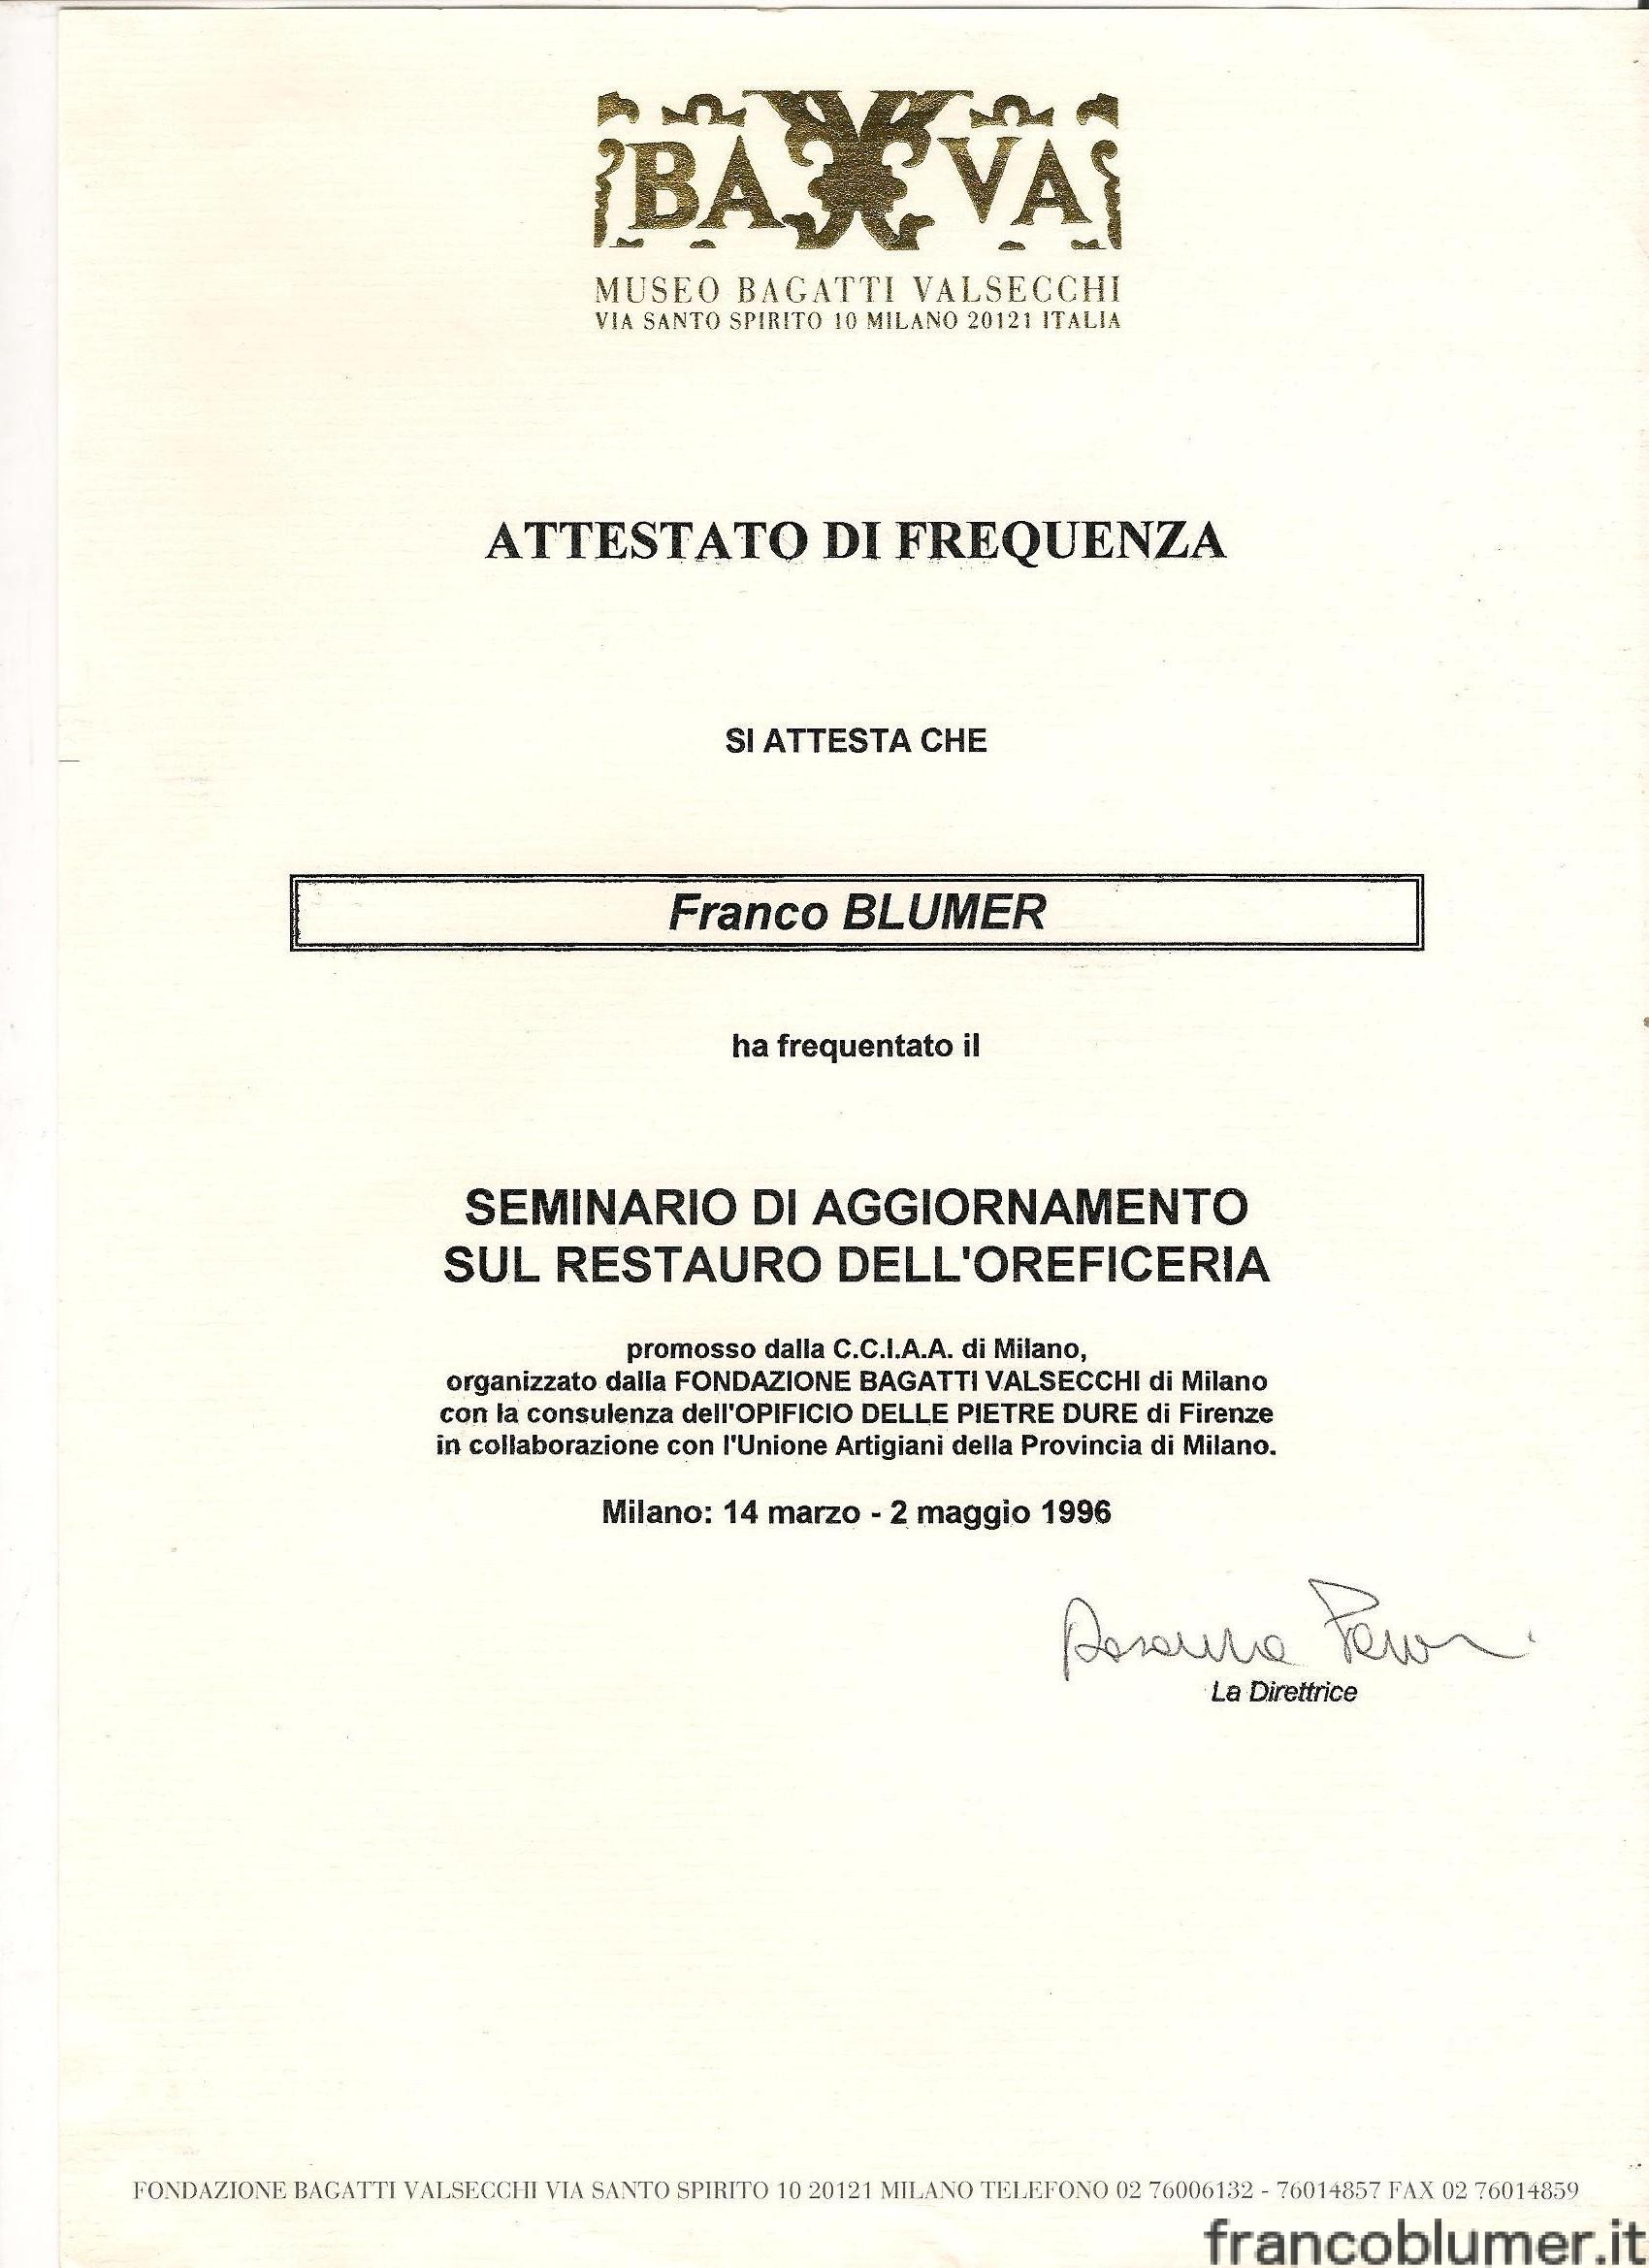 BA VA
MUSEO BAGATTI VALSECCHI
VIA SANTO SPIRITO 10 MILANO 20121 ITALIA
ATTESTATO DI FREQUENZA
SI ATTESTA CHE
Franco BLUMER
ha frequentato il
SEMINARIO DI AGGIORNAMENTO
SUL RESTAURO DELL'OREFICERIA
promosso dalla C.C.I.A.A. di Milano,
organizzato dalla FONDAZIONE BAGATTI VALSECCHI di Milano
con la consulenza dell'OPIFICIO DELLE PIETRE DURE di Firenze
in collaborazione con l'Unione Artigiani della Provincia di Milano.
Milano: 14 marzo - 2 maggio 1996
Rosanna
La Direttrice
FONDAZIONE BAGATTI VALSECCHI VIA SANTO SPIRITO 10 20121 MILANO TELEFONO 02 76006132 - 76014857 FAX 02 76014859
francoblumer.it